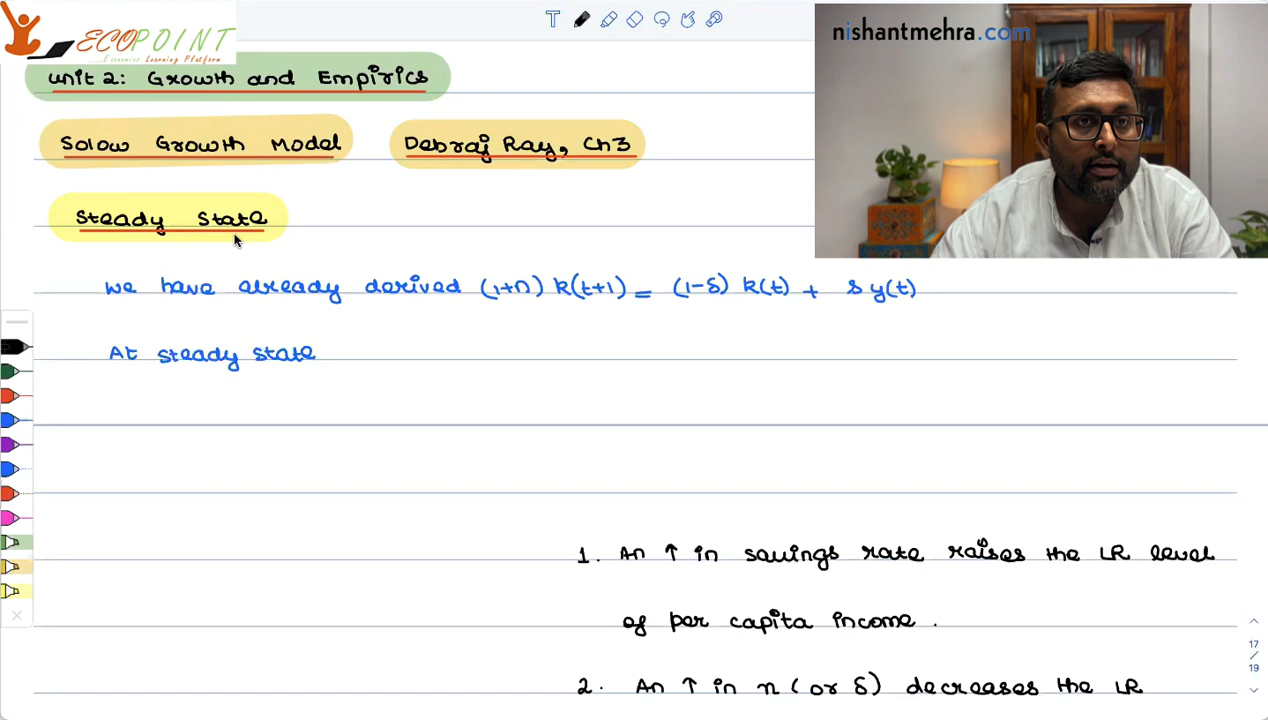 ECOPOINT
Economics Learning Platform
nishantmehra.com
Unit 2: Growth and Empirics
Solow Growth Model Debraj Ray, Ch3
Steady State
We have already derived (1+n) k(t+1) = (1-δ) k(t) + s y(t)
At steady state
1. An ↑ in savings rate raises the LR level
of per capita income.
2. An ↑ in n (or δ) decreases the LR
17
/
19
T